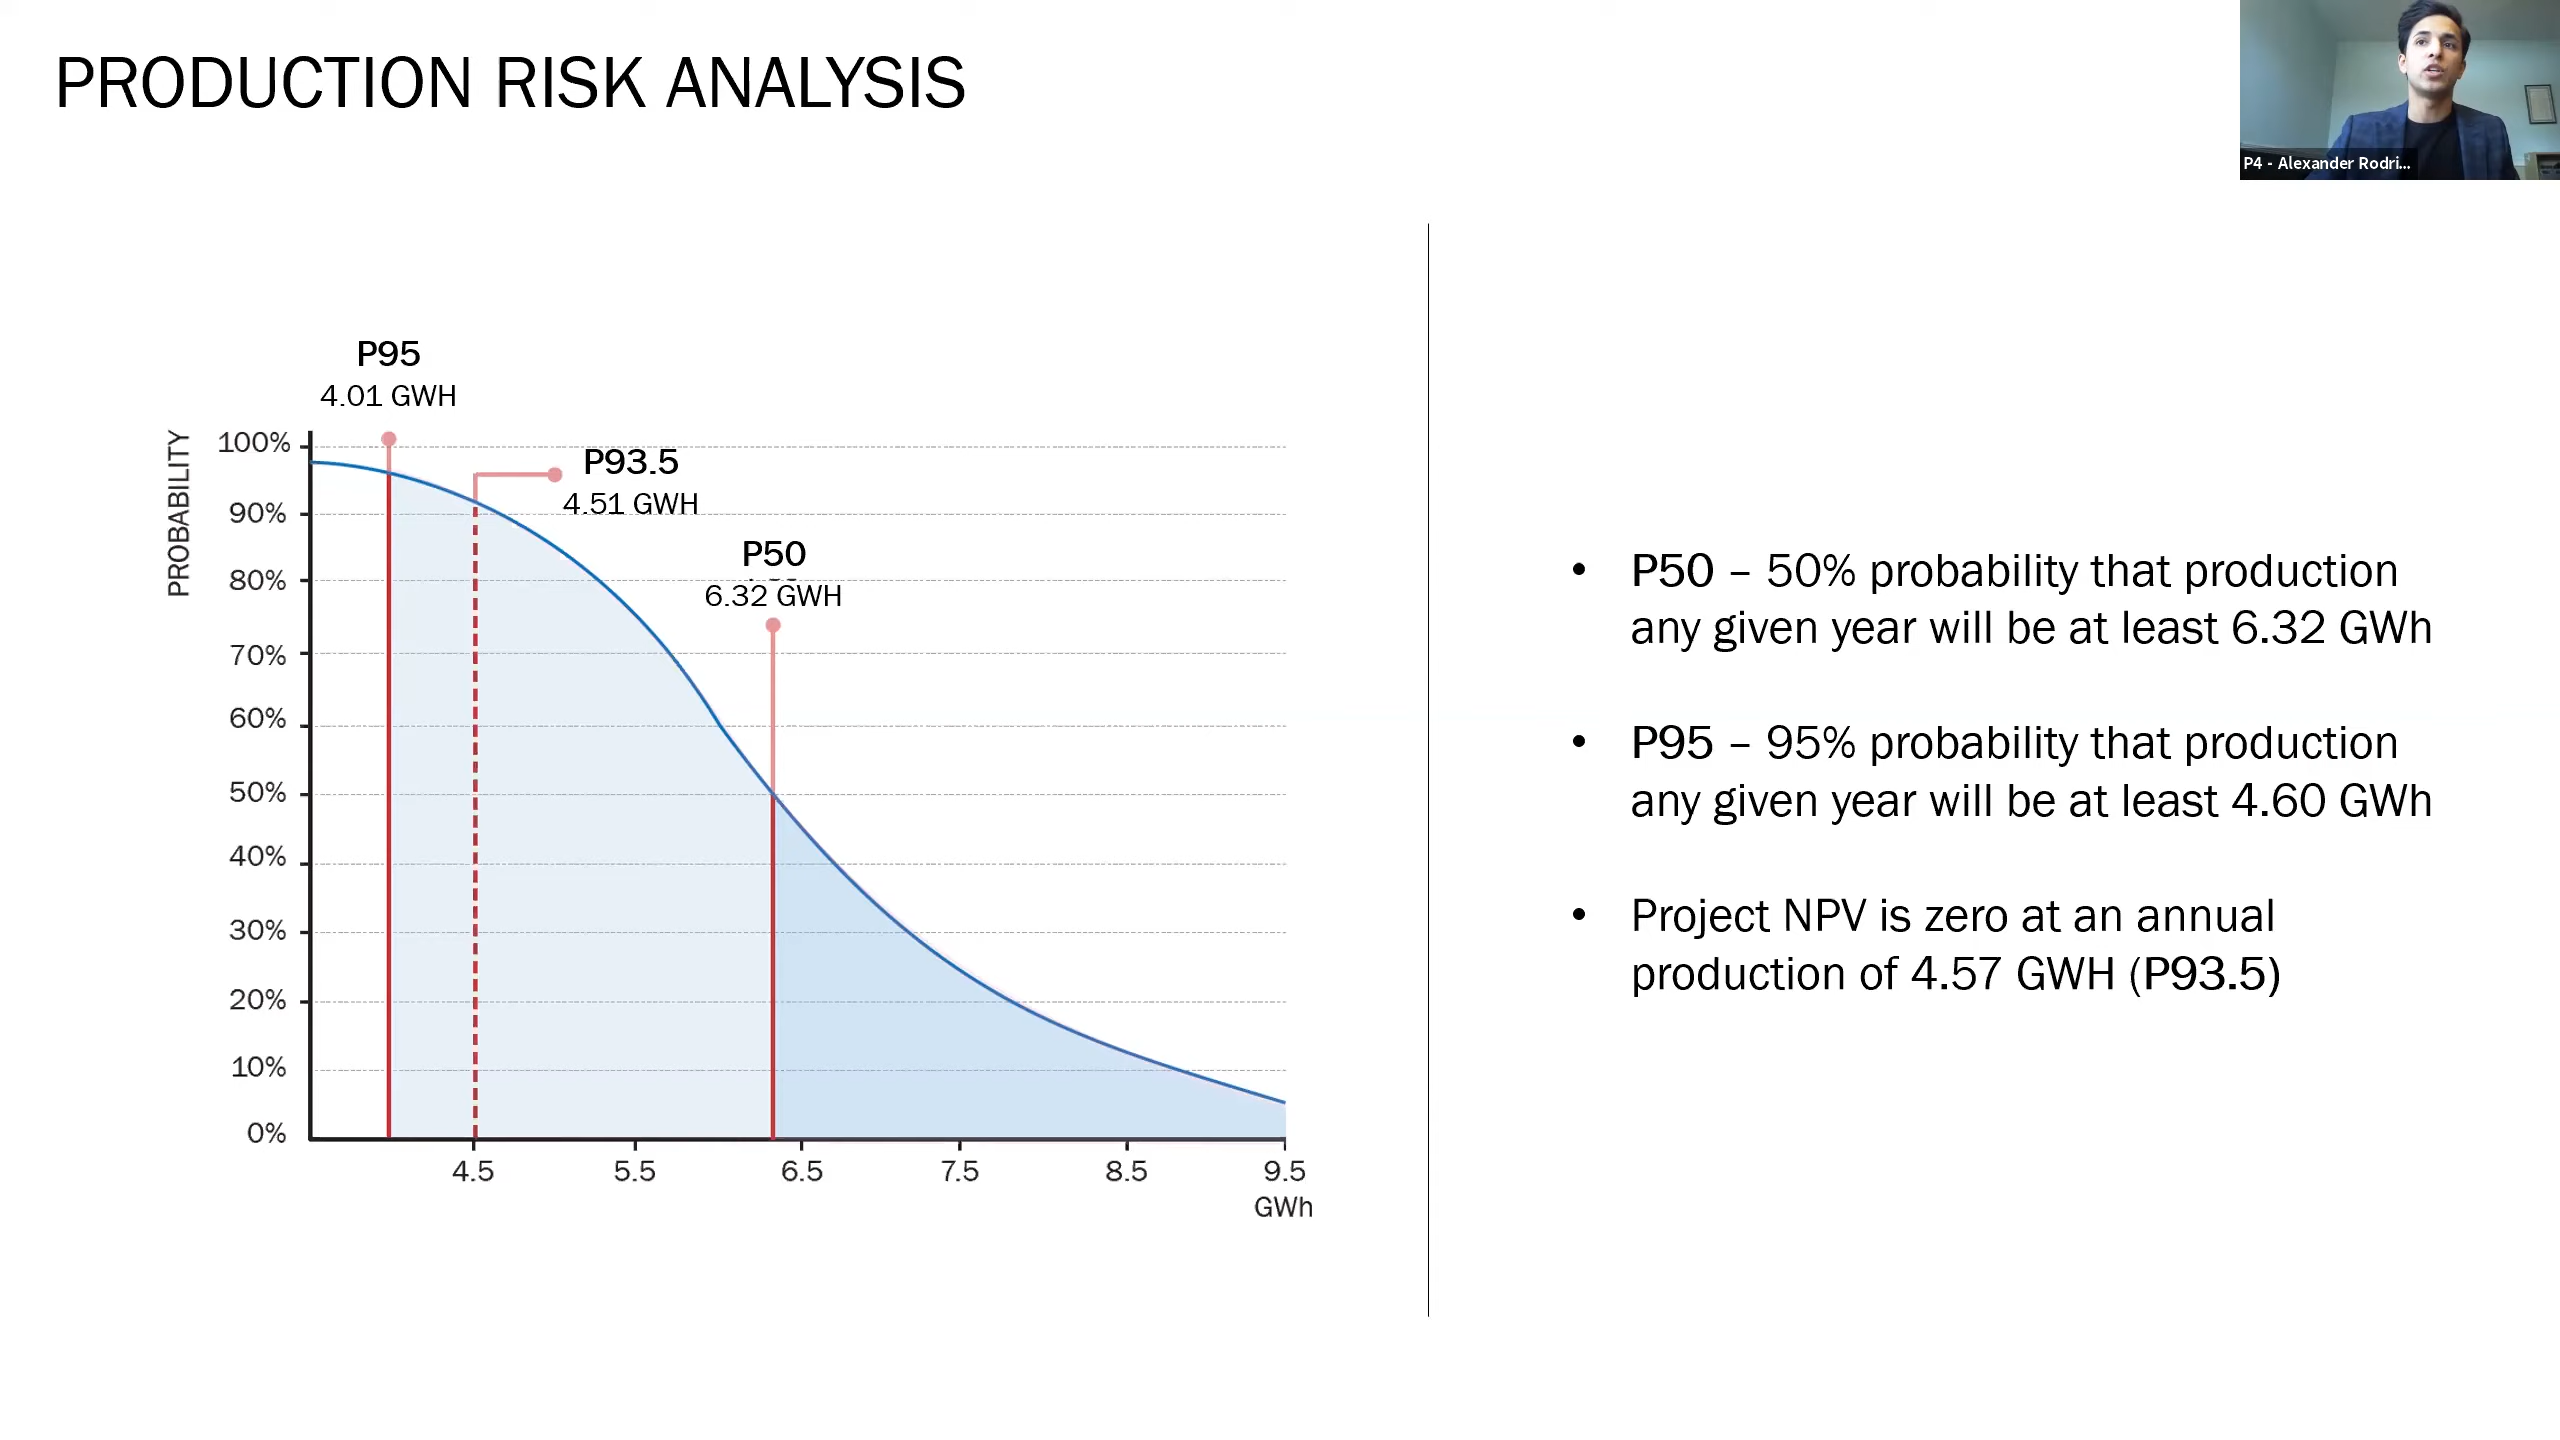 PRODUCTION RISK ANALYSIS
P4 - Alexander Rodri...
P95
4.01 GWH
P93.5
4.51 GWH
P50
6.32 GWH
PROBABILITY
100%
90%
80%
70%
60%
50%
40%
30%
20%
10%
0%
4.5 5.5 6.5 7.5 8.5 9.5
GWh
• P50 – 50% probability that production
any given year will be at least 6.32 GWh
• P95 – 95% probability that production
any given year will be at least 4.60 GWh
• Project NPV is zero at an annual
production of 4.57 GWH (P93.5)